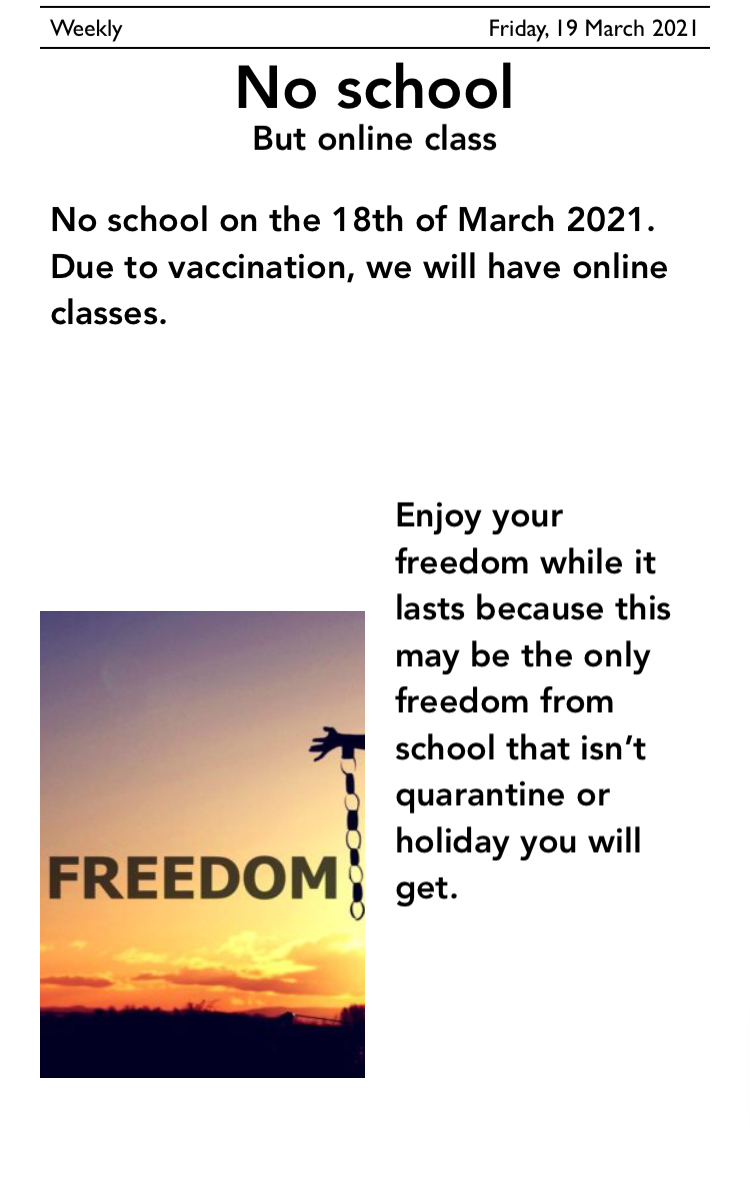 Weekly
Friday, 19 March 2021
No school
But online class
No school on the 18th of March 2021.
Due to vaccination, we will have online
classes.
Enjoy your
freedom while it
lasts because this
may be the only
freedom from
school that isn’t
quarantine or
holiday you will
get.
FREEDOM